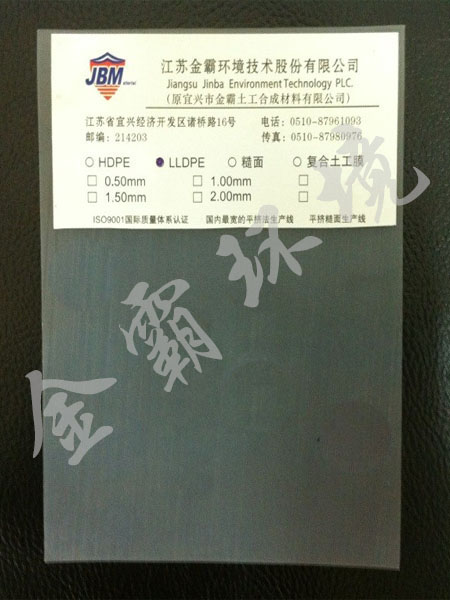 JBM material
江苏金霸环境技术股份有限公司
Jiangsu Jinba Environment Technology PLC.
(原宜兴市金霸土工合成材料有限公司)
江苏省宜兴经济开发区诸桥路16号 电话: 0510-87961093
邮编: 214203 传真: 0510-87980976
HDPE LLDPE 糙面 复合土工膜
0.50mm 1.00mm
1.50mm 2.00mm
ISO9001国际质量体系认证 国内最宽的平挤法生产线 平挤糙面生产线
金霸环境